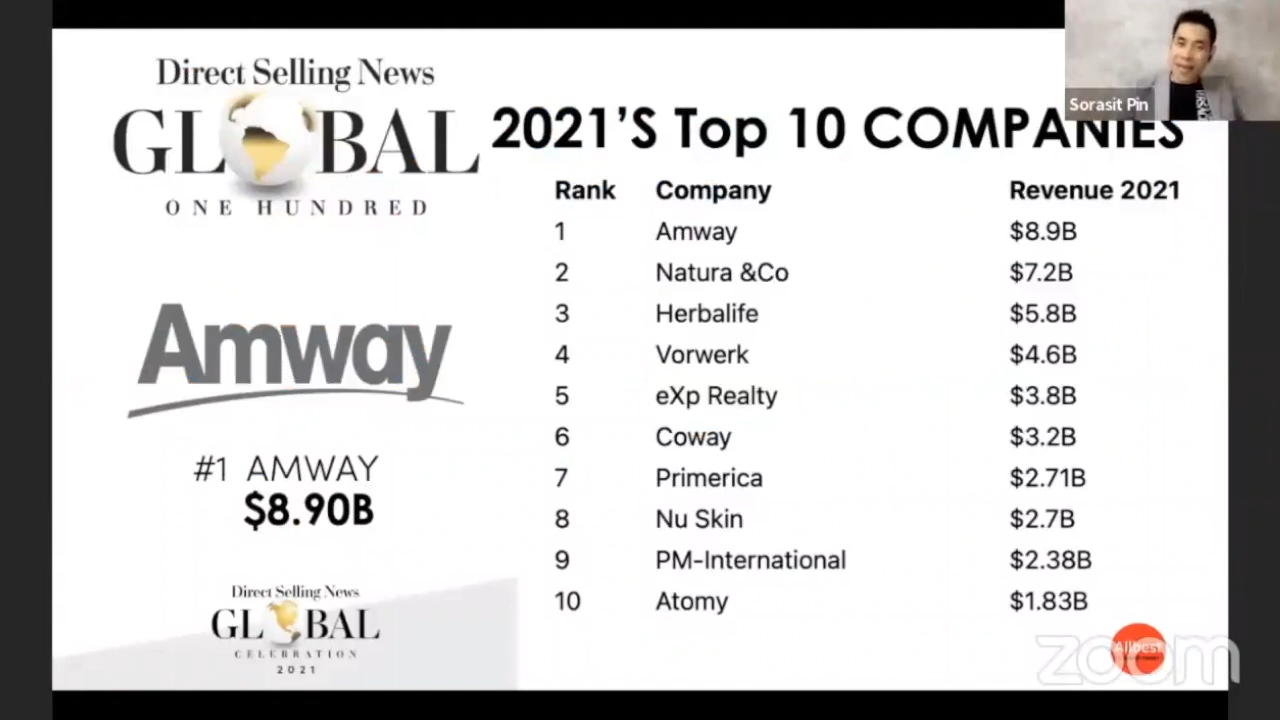 Direct Selling News
GLOBAL
ONE HUNDRED
Amway
#1 AMWAY
$8.90B
Direct Selling News
GLOBAL
CELEBRATION
2021
2021'S Top 10 COMPANIES
Rank Company Revenue 2021
1 Amway $8.9B
2 Natura &Co $7.2B
3 Herbalife $5.8B
4 Vorwerk $4.6B
5 eXp Realty $3.8B
6 Coway $3.2B
7 Primerica $2.71B
8 Nu Skin $2.7B
9 PM-International $2.38B
10 Atomy $1.83B
Sorasit Pin
Allbest
zoom